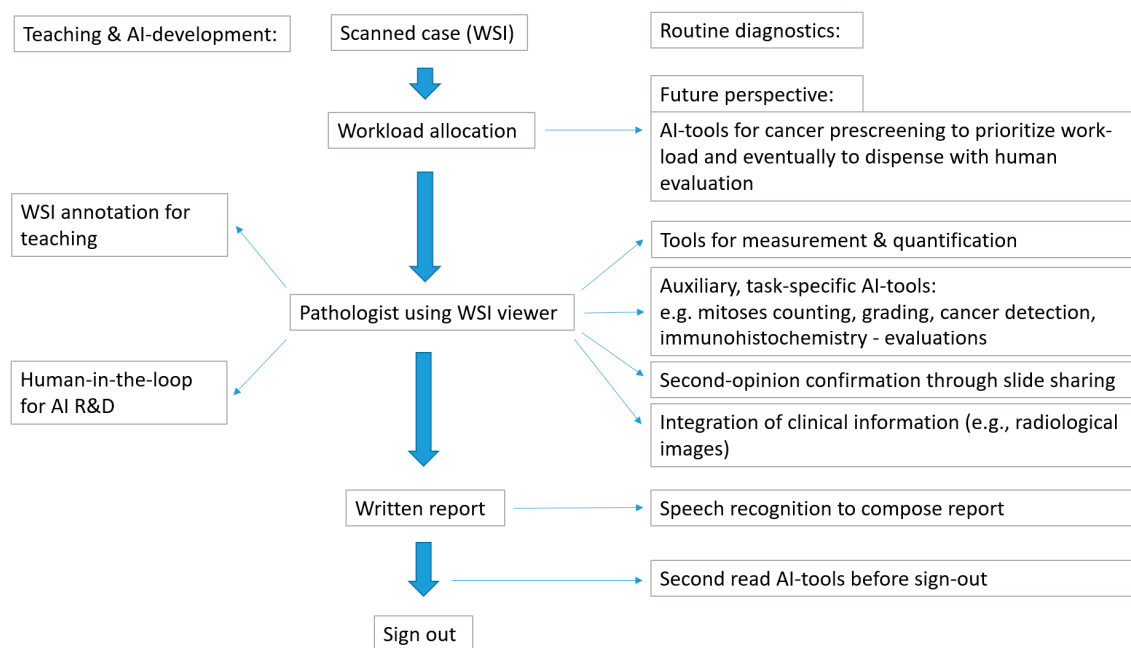 Teaching & AI-development:
Scanned case (WSI)
Routine diagnostics:
Future perspective:
Workload allocation
AI-tools for cancer prescreening to prioritize work-
load and eventually to dispense with human
evaluation
WSI annotation for
teaching
Tools for measurement & quantification
Pathologist using WSI viewer
Auxiliary, task-specific AI-tools:
e.g. mitoses counting, grading, cancer detection,
immunohistochemistry - evaluations
Human-in-the-loop
for AI R&D
Second-opinion confirmation through slide sharing
Integration of clinical information (e.g., radiological
images)
Written report
Speech recognition to compose report
Second read AI-tools before sign-out
Sign out